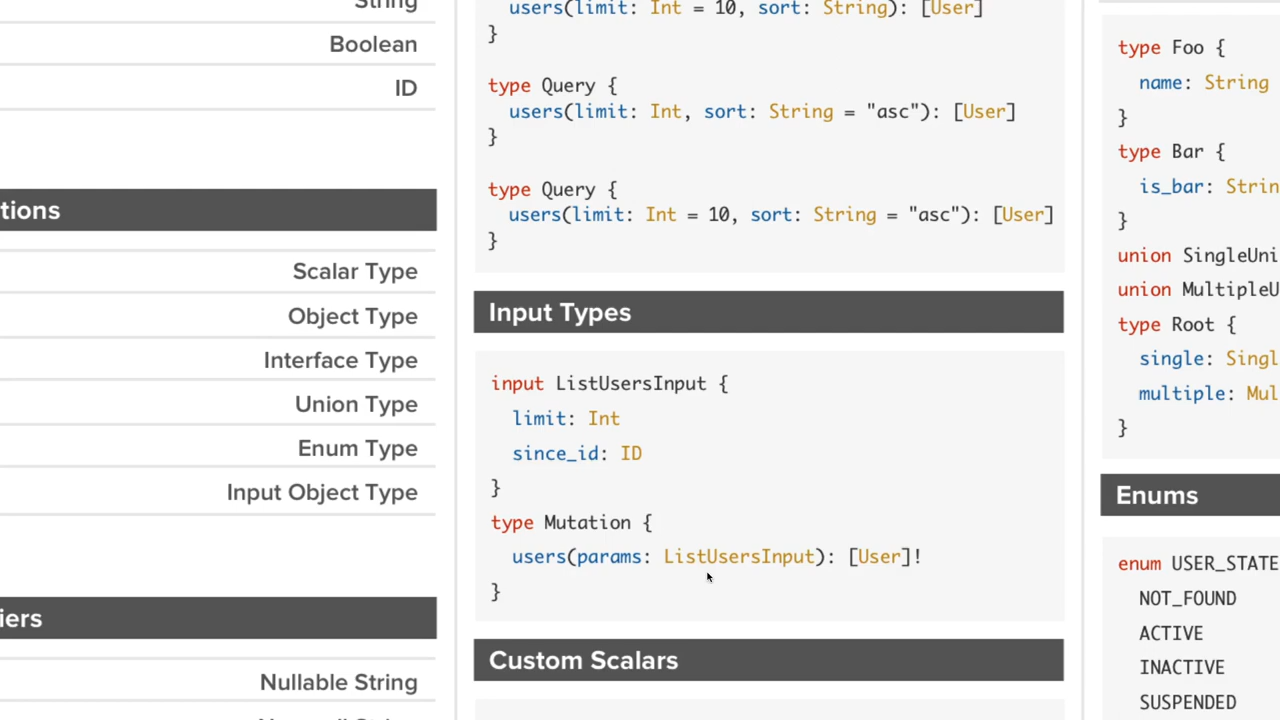 String
Boolean
ID
tions
Scalar Type
Object Type
Interface Type
Union Type
Enum Type
Input Object Type
iers
Nullable String
users(limit: Int = 10, sort: String): [User]
}
type Query {
users(limit: Int, sort: String = "asc"): [User]
}
type Query {
users(limit: Int = 10, sort: String = "asc"): [User]
}
Input Types
input ListUsersInput {
limit: Int
since_id: ID
}
type Mutation {
users(params: ListUsersInput): [User]!
}
Custom Scalars
type Foo {
name: String
}
type Bar {
is_bar: Strin
}
union SingleUni
union MultipleU
type Root {
single: Singl
multiple: Mul
}
Enums
enum USER_STATE
NOT_FOUND
ACTIVE
INACTIVE
SUSPENDED